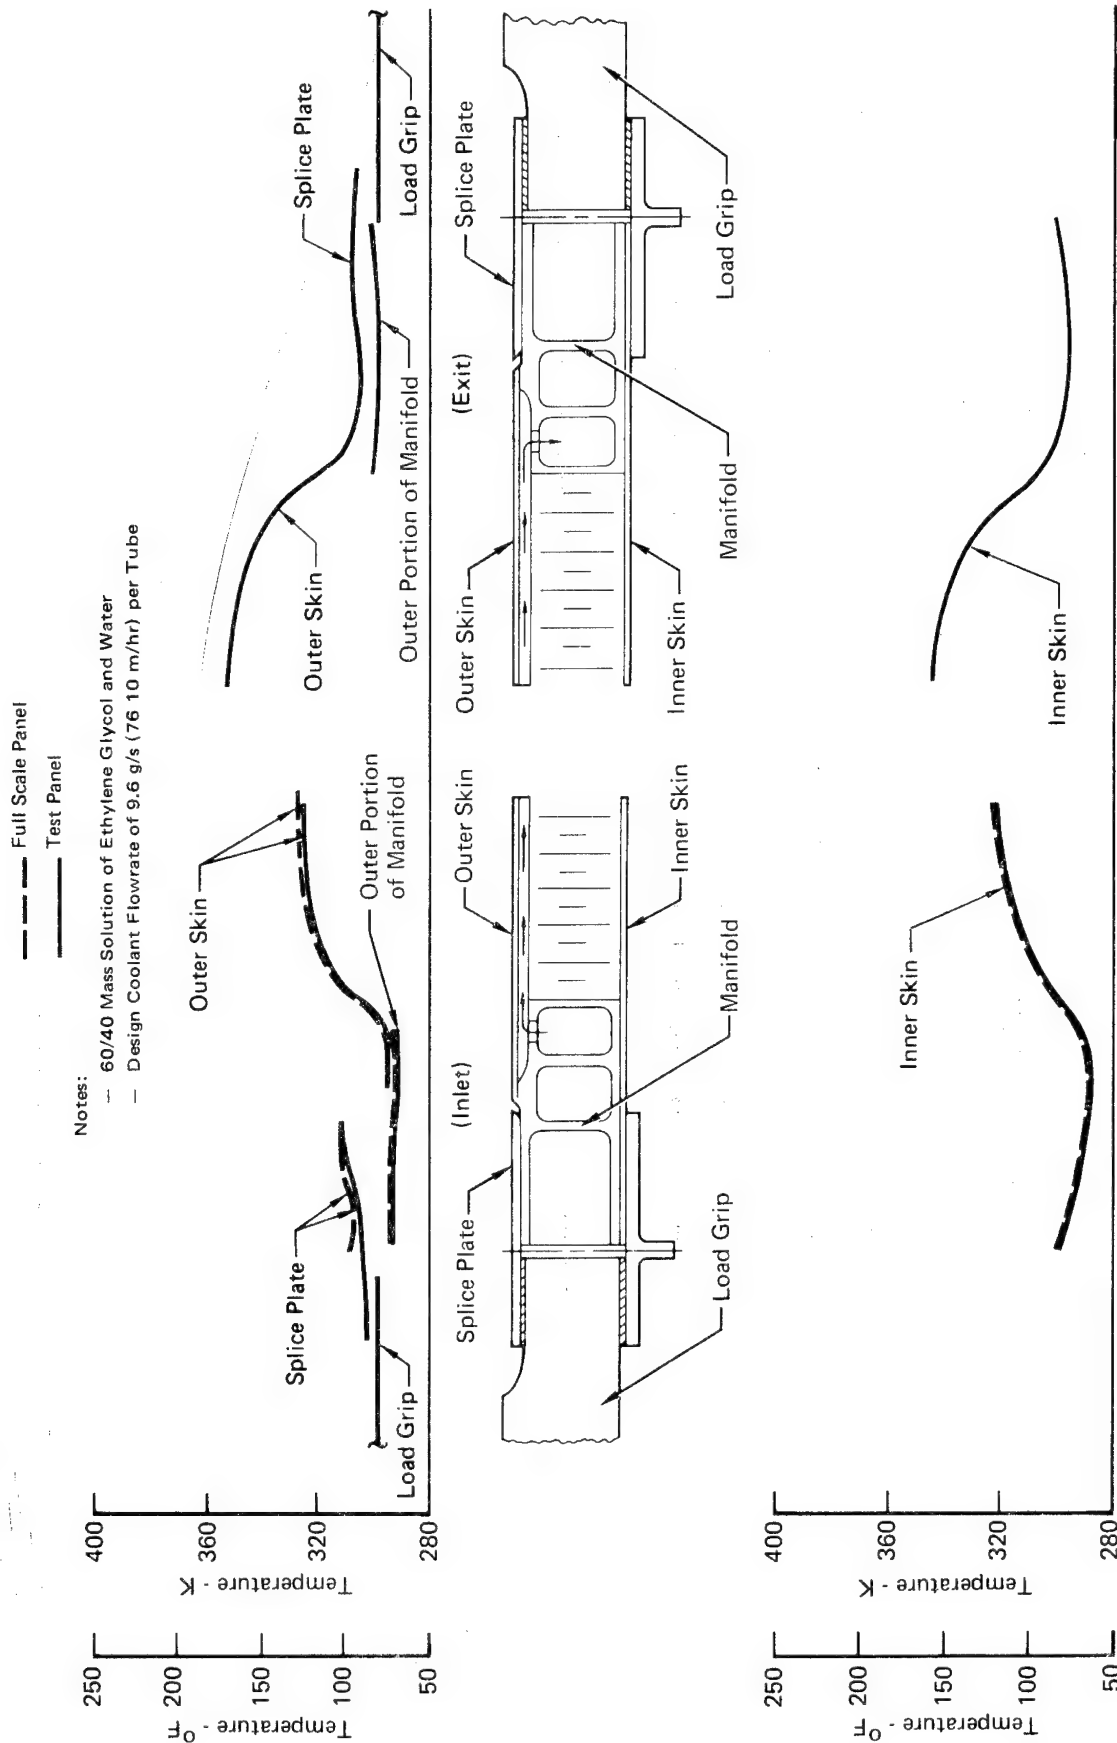 Full Scale Panel
Test Panel
Notes:
— 60/40 Mass Solution of Ethylene Glycol and Water
— Design Coolant Flowrate of 9.6 g/s (76 10 m/hr) per Tube
250
200
150
100
50
Temperature - °F
400
360
320
280
Temperature - K
Load Grip
Splice Plate
Outer Skin
Outer Portion
of Manifold
Outer Skin
Outer Portion of Manifold
Splice Plate
Load Grip
Splice Plate
(Inlet)
Outer Skin
Outer Skin
(Exit)
Splice Plate
Load Grip
Manifold
Inner Skin
Inner Skin
Manifold
Load Grip
250
200
150
100
50
Temperature - °F
400
360
320
280
Temperature - K
Inner Skin
Inner Skin